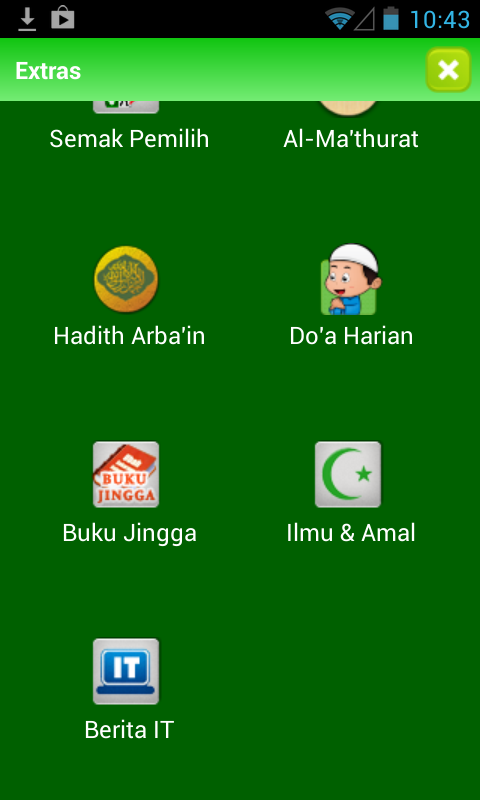 10:43
Extras
Semak Pemilih
Al-Ma'thurat
Hadith Arba'in
Do'a Harian
BUKU
JINGGA
Buku Jingga
Ilmu & Amal
IT
Berita IT